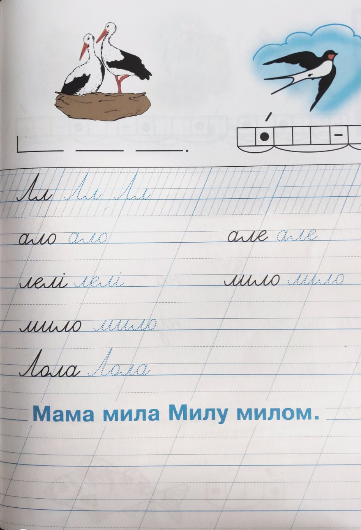 Лл Лл Лл
ало ало але але
лелі лелі мило мило
мило мило
Лола Лола
Мама мила Милу милом.